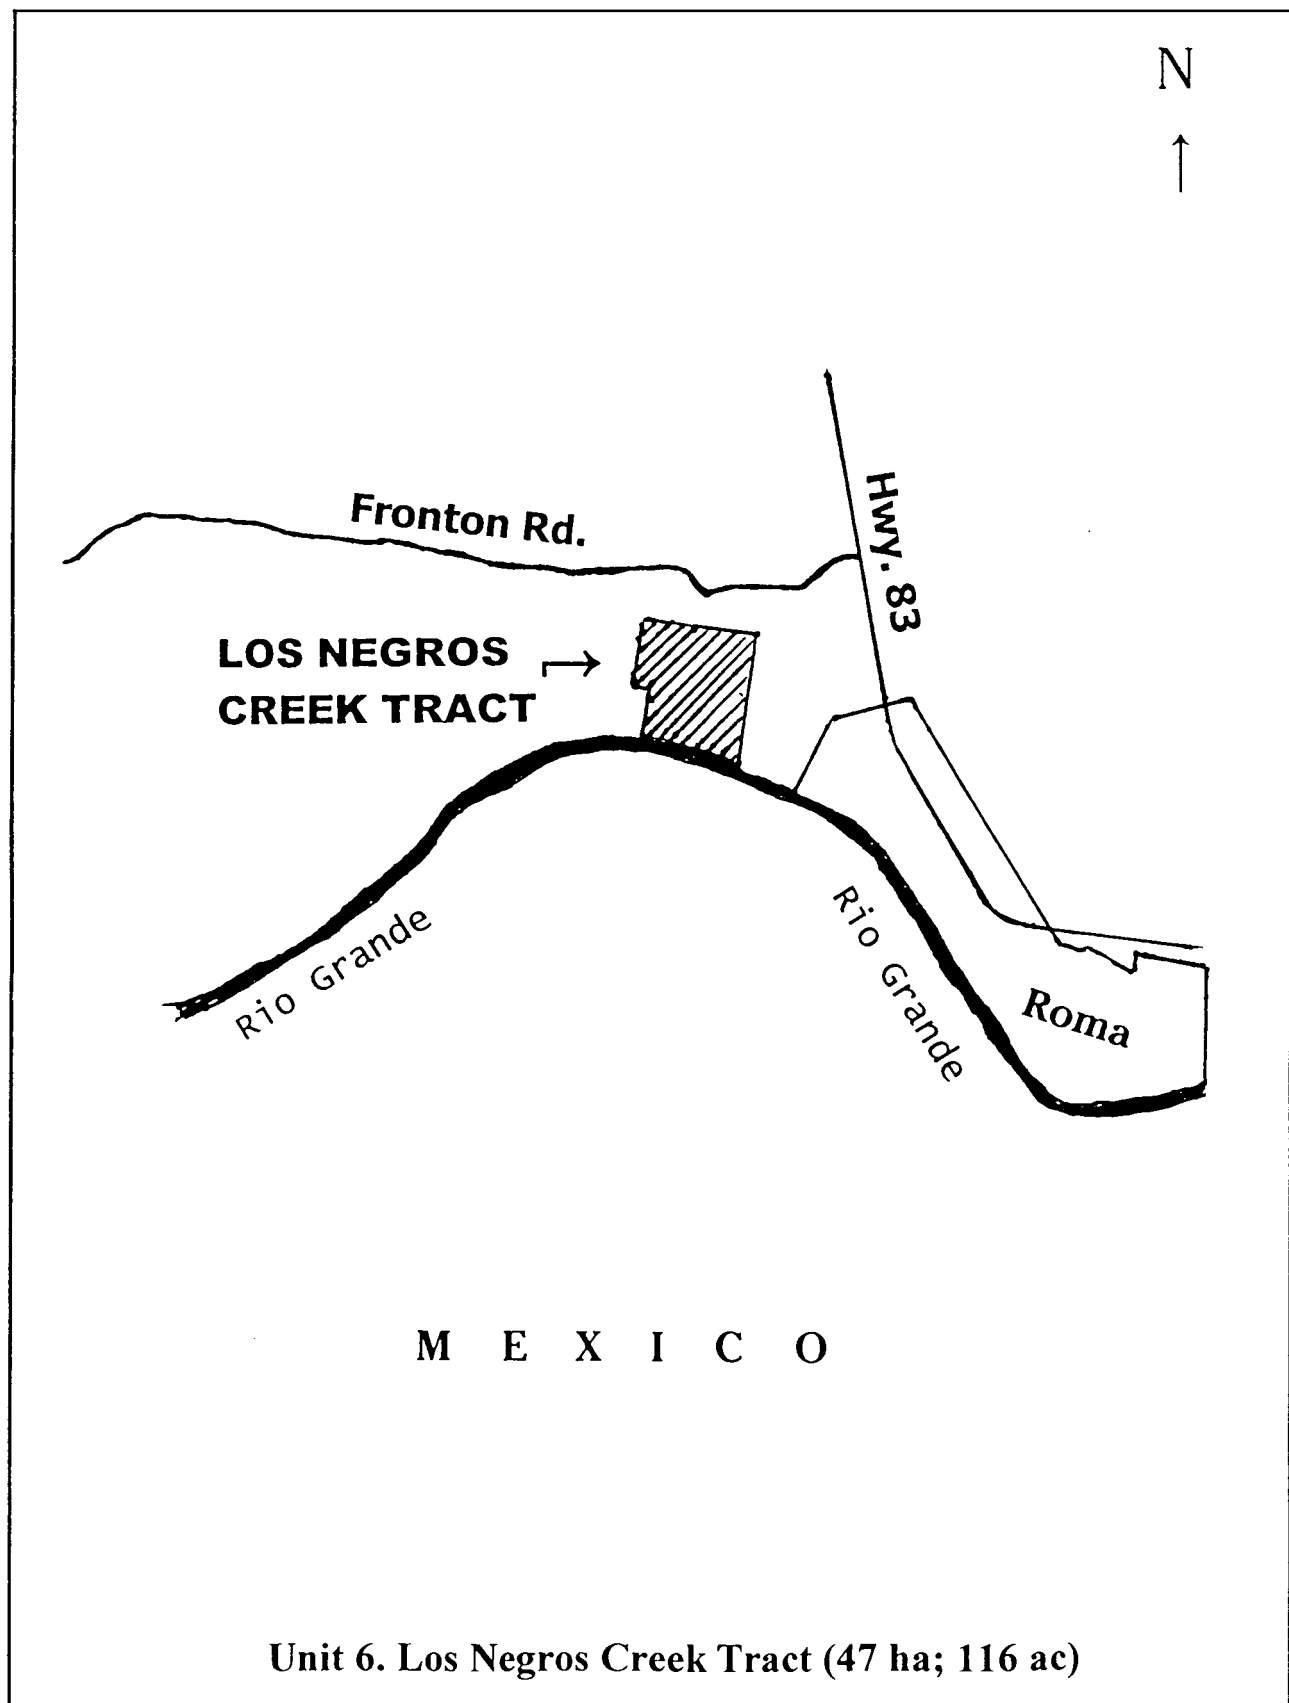 N
Fronton Rd.
Hwy. 83
LOS NEGROS
CREEK TRACT
Rio Grande
Rio Grande
Roma
MEXICO
Unit 6. Los Negros Creek Tract (47 ha; 116 ac)